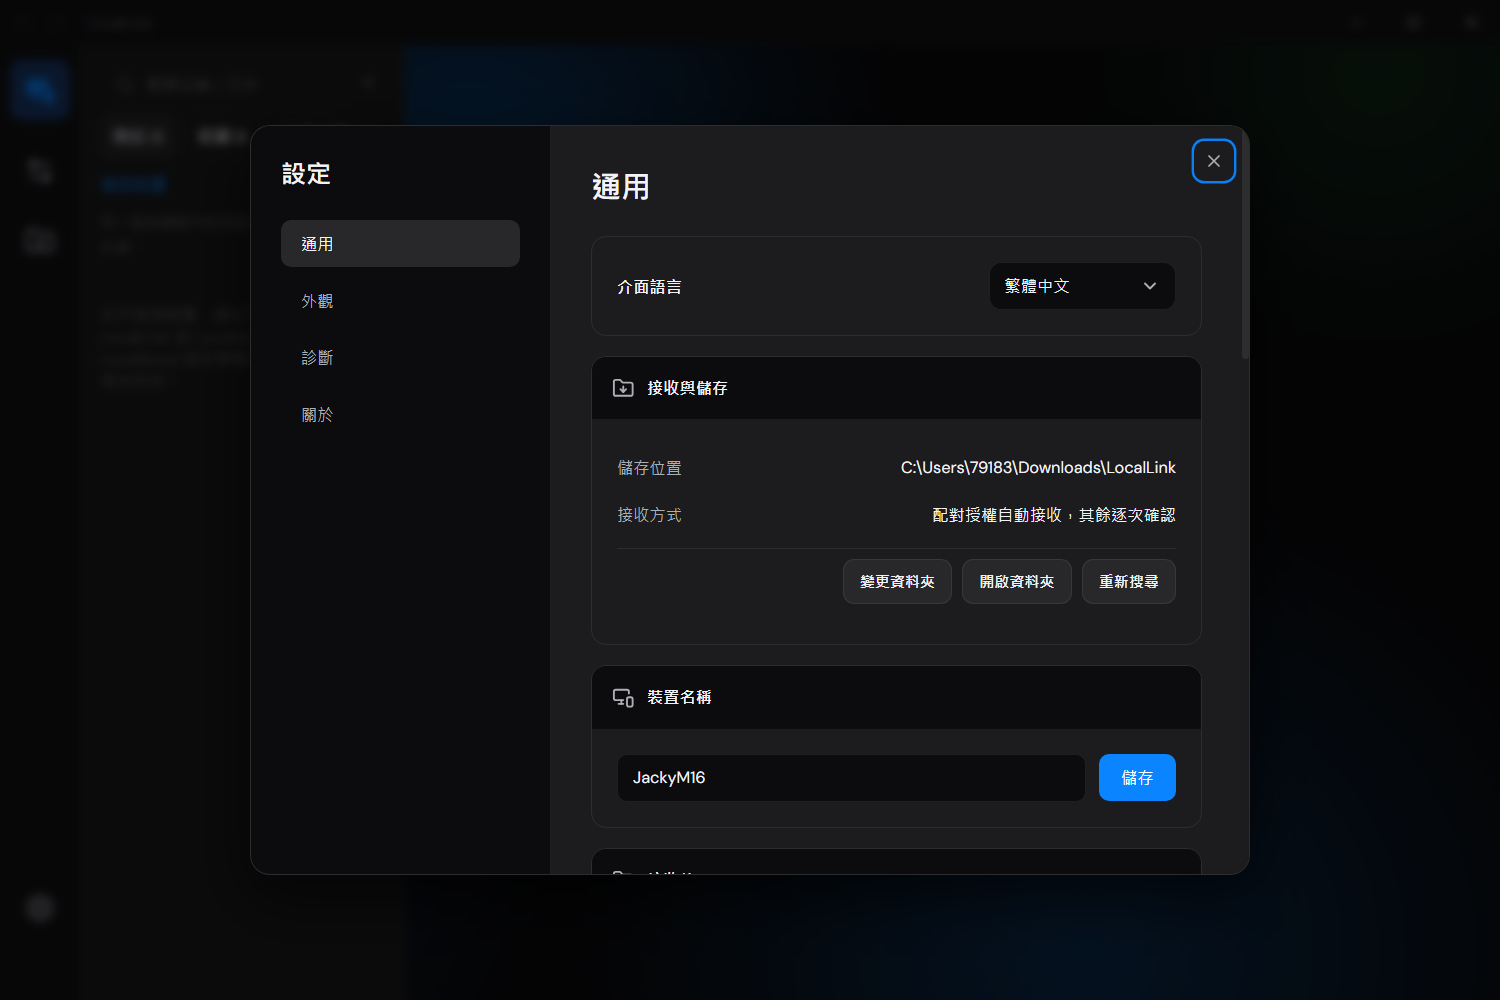 設定
通用
外觀
診斷
關於
通用
介面語言
繁體中文
接收與儲存
儲存位置
C:\Users\79183\Downloads\LocalLink
接收方式
配對授權自動接收，其餘逐次確認
變更資料夾
開啟資料夾
重新搜尋
裝置名稱
JackyM16
儲存